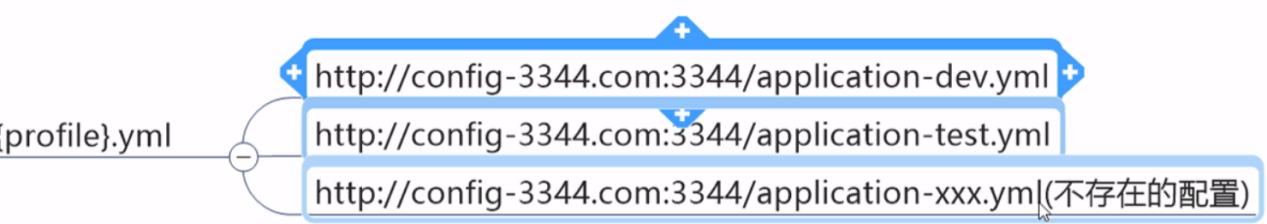 http://config-3344.com:3344/application-dev.yml
{profile}.yml
http://config-3344.com:3344/application-test.yml
http://config-3344.com:3344/application-xxx.yml(不存在的配置)